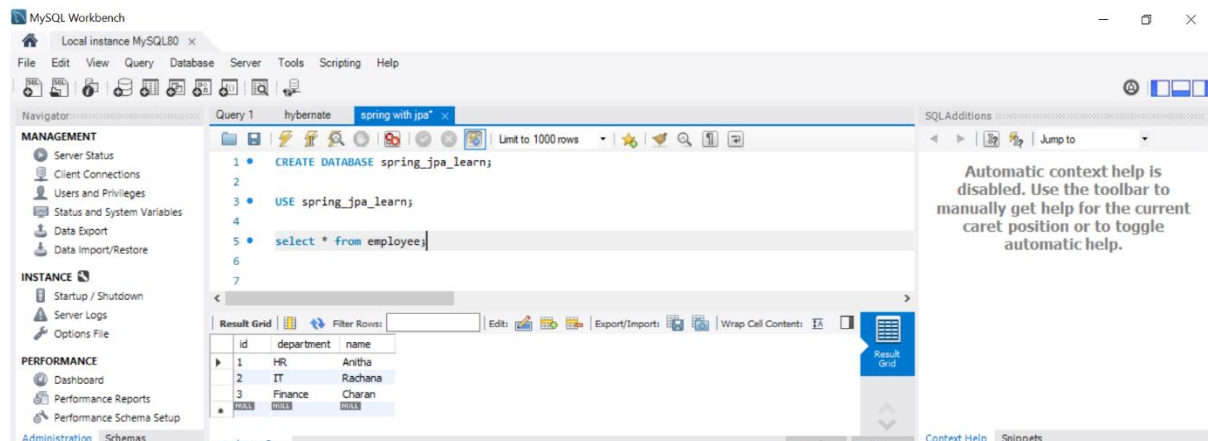 MySQL Workbench
Local instance MySQL80 ×
File Edit View Query Database Server Tools Scripting Help
Navigator
MANAGEMENT
Server Status
Client Connections
Users and Privileges
Status and System Variables
Data Export
Data Import/Restore
INSTANCE
Startup / Shutdown
Server Logs
Options File
PERFORMANCE
Dashboard
Performance Reports
Performance Schema Setup
Administration Schemas
Query 1 hybernate spring with jpa* ×
Limit to 1000 rows
1 CREATE DATABASE spring_jpa_learn;
2
3 USE spring_jpa_learn;
4
5 select * from employee;
6
7
Result Grid Filter Rows: Edit: Export/Import: Wrap Cell Content:
id department name
1 HR Anitha
2 IT Rachana
3 Finance Charan
NULL NULL NULL
Result
Grid
SQLAdditions
Jump to
Automatic context help is
disabled. Use the toolbar to
manually get help for the current
caret position or to toggle
automatic help.
Context Help Snippets